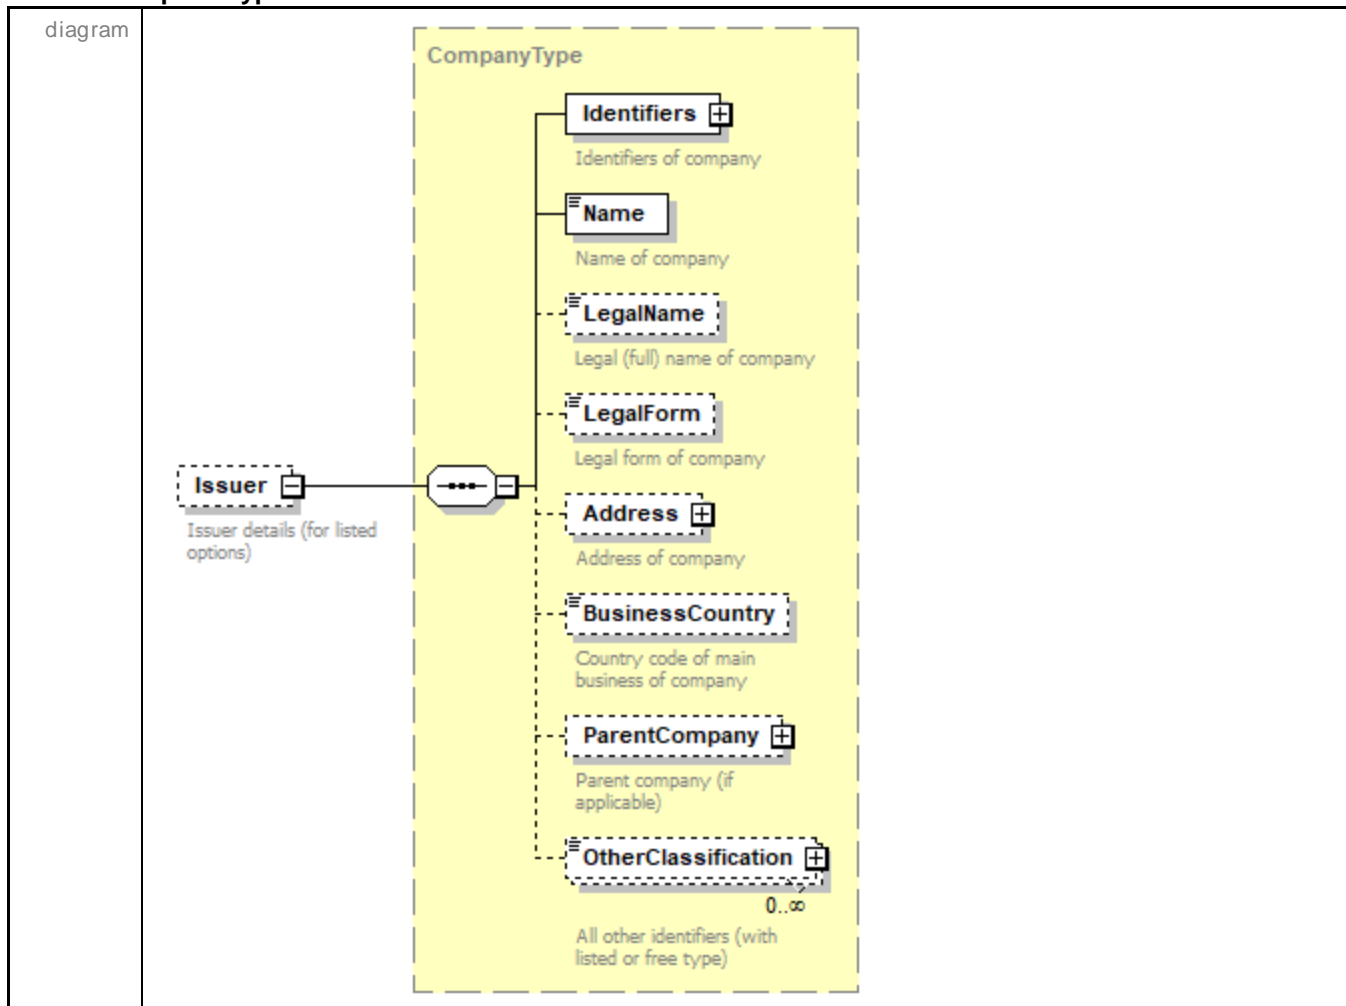 diagram
CompanyType
Identifiers
Identifiers of company
Name
Name of company
LegalName
Legal (full) name of company
LegalForm
Legal form of company
Issuer
Issuer details (for listed
options)
Address
Address of company
BusinessCountry
Country code of main
business of company
ParentCompany
Parent company (if
applicable)
OtherClassification
0..∞
All other identifiers (with
listed or free type)